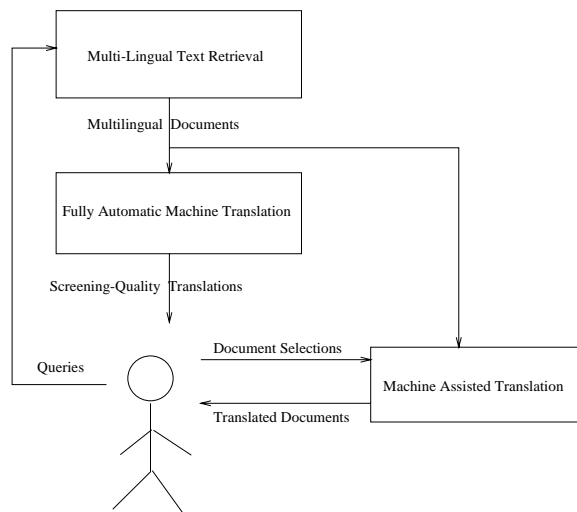 Multi-Lingual Text Retrieval
Multilingual Documents
Fully Automatic Machine Translation
Screening-Quality Translations
Document Selections
Queries
Machine Assisted Translation
Translated Documents